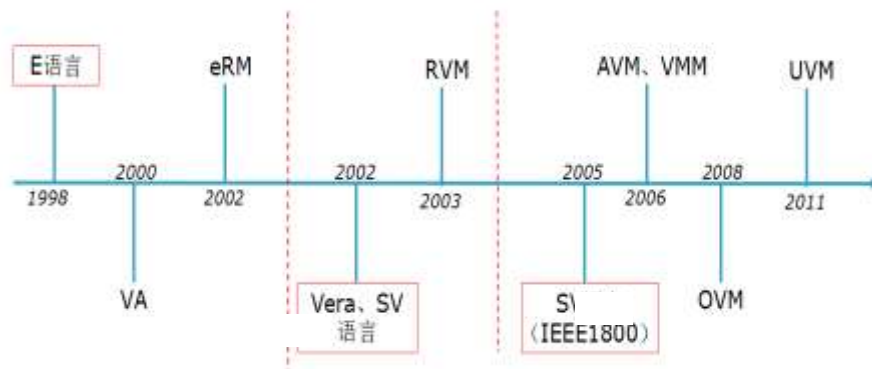 E语言
eRM
RVM
AVM、VMM
UVM
2000
2002
2005
2008
1998
2002
2003
2006
2011
VA
Vera、SV
语言
SV
（IEEE1800）
OVM